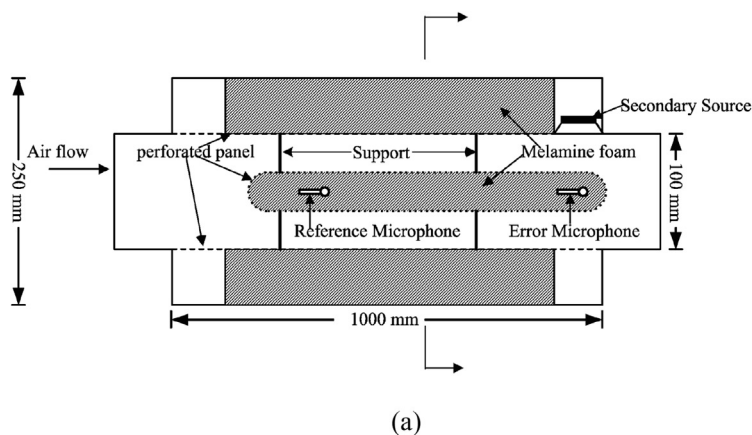 Secondary Source
Air flow
perforated panel
Support
Melamine foam
250 mm
100 mm
Reference Microphone
Error Microphone
1000 mm
(a)